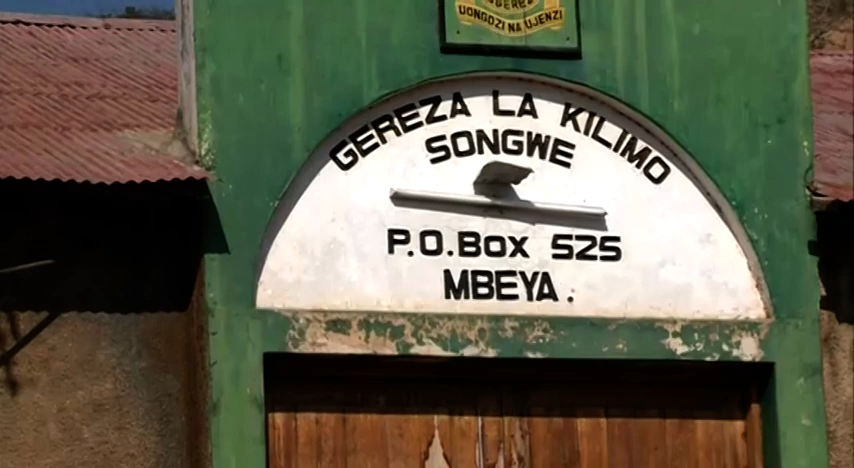 UONGOZI NA UJENZI
GEREZA LA KILIMO
SONGWE
P.O.BOX 525
MBEYA.